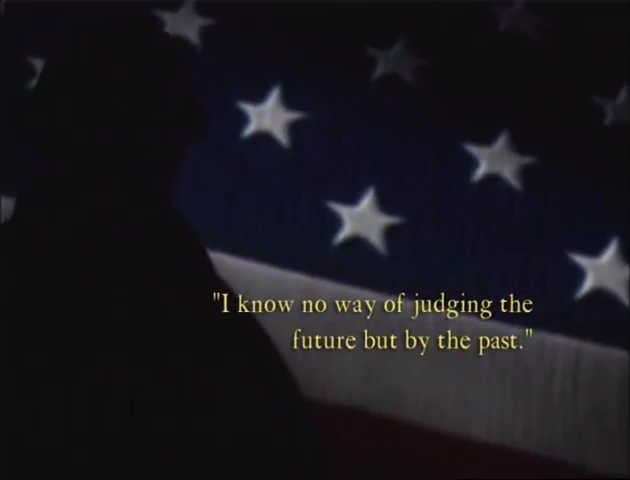 "I know no way of judging the
future but by the past."